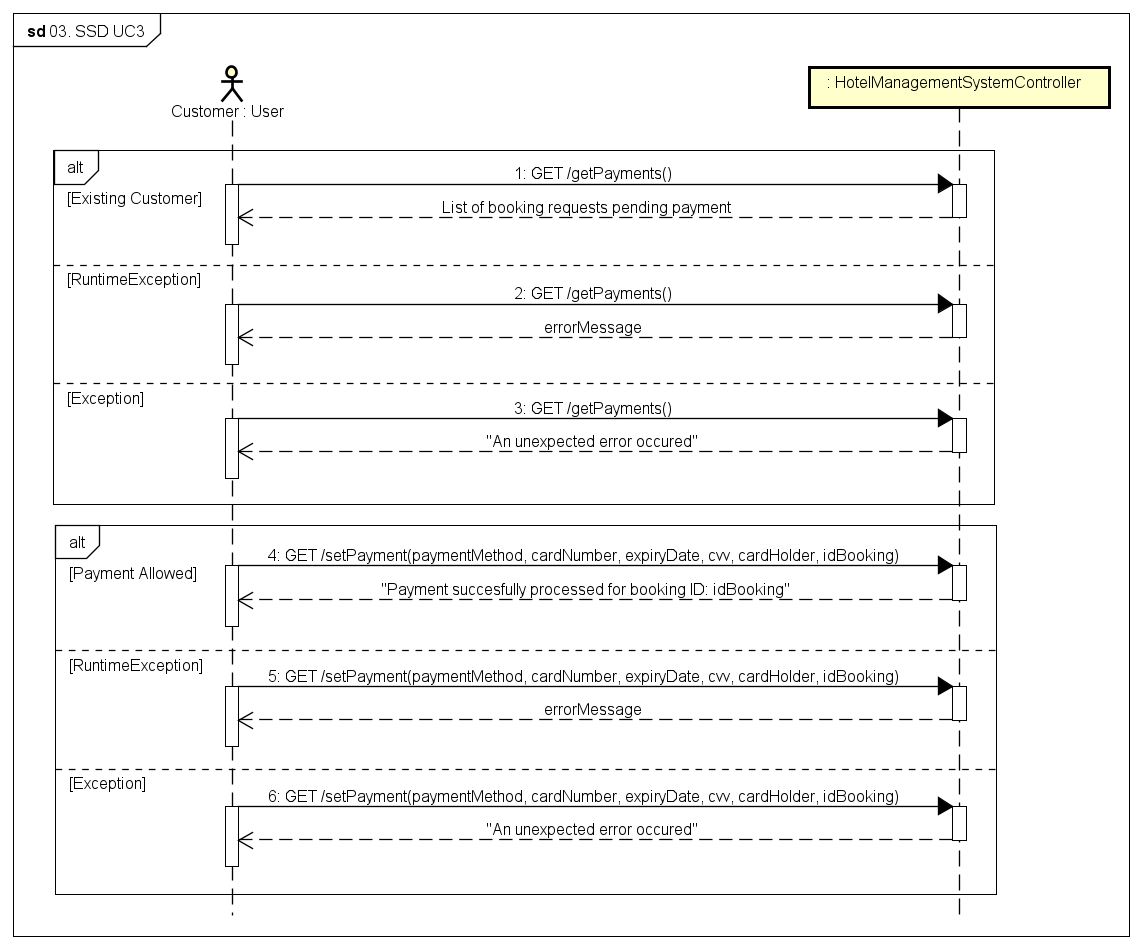 sd 03. SSD UC3
: HotelManagementSystemController
Customer : User
alt
1: GET /getPayments()
[Existing Customer]
List of booking requests pending payment
[RuntimeException]
2: GET /getPayments()
errorMessage
[Exception]
3: GET /getPayments()
"An unexpected error occured"
alt
4: GET /setPayment(paymentMethod, cardNumber, expiryDate, cvv, cardHolder, idBooking)
[Payment Allowed]
"Payment succesfully processed for booking ID: idBooking"
[RuntimeException]
5: GET /setPayment(paymentMethod, cardNumber, expiryDate, cvv, cardHolder, idBooking)
errorMessage
[Exception]
6: GET /setPayment(paymentMethod, cardNumber, expiryDate, cvv, cardHolder, idBooking)
"An unexpected error occured"